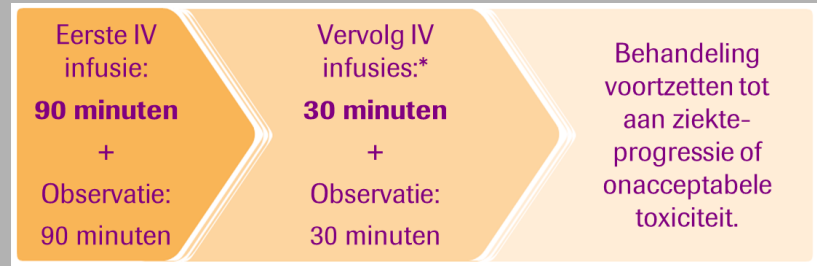 Eerste IV
infusie:
90 minuten
+
Observatie:
90 minuten
Vervolg IV
infusies:*
30 minuten
+
Observatie:
30 minuten
Behandeling
voortzetten tot
aan ziekte-
progressie of
onacceptabele
toxiciteit.